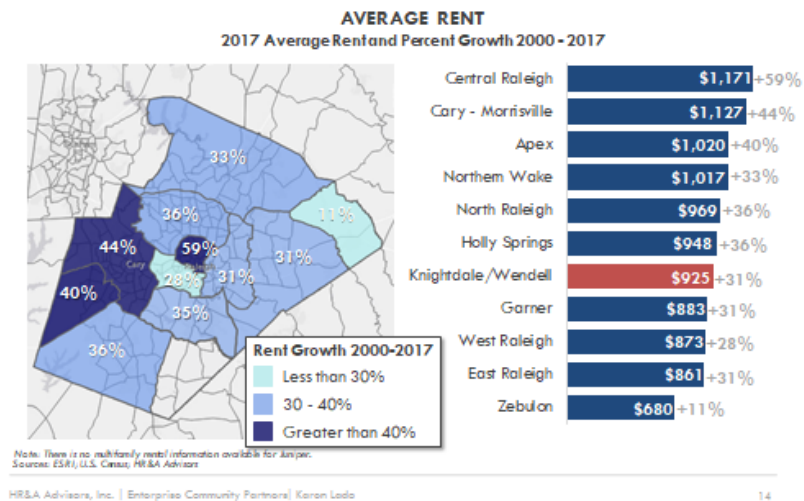 AVERAGE RENT
2017 Average Rent and Percent Growth 2000 - 2017
33%
11%
36%
44%
59%
31%
Cary
28%
31%
40%
35%
36%
Rent Growth 2000-2017
Less than 30%
30 - 40%
Greater than 40%
Central Raleigh $1,171 +59%
Cary - Morrisville $1,127 +44%
Apex $1,020 +40%
Northern Wake $1,017 +33%
North Raleigh $969 +36%
Holly Springs $948 +36%
Knightdale/Wendell $925 +31%
Garner $883 +31%
West Raleigh $873 +28%
East Raleigh $861 +31%
Zebulon $680 +11%
Note: There is no multifamily rental information available for Juniper.
Sources: ESRI, U.S. Census, HR&A Advisors
HR&A Advisors, Inc. | Enterprise Community Partners| Karen Lado
14